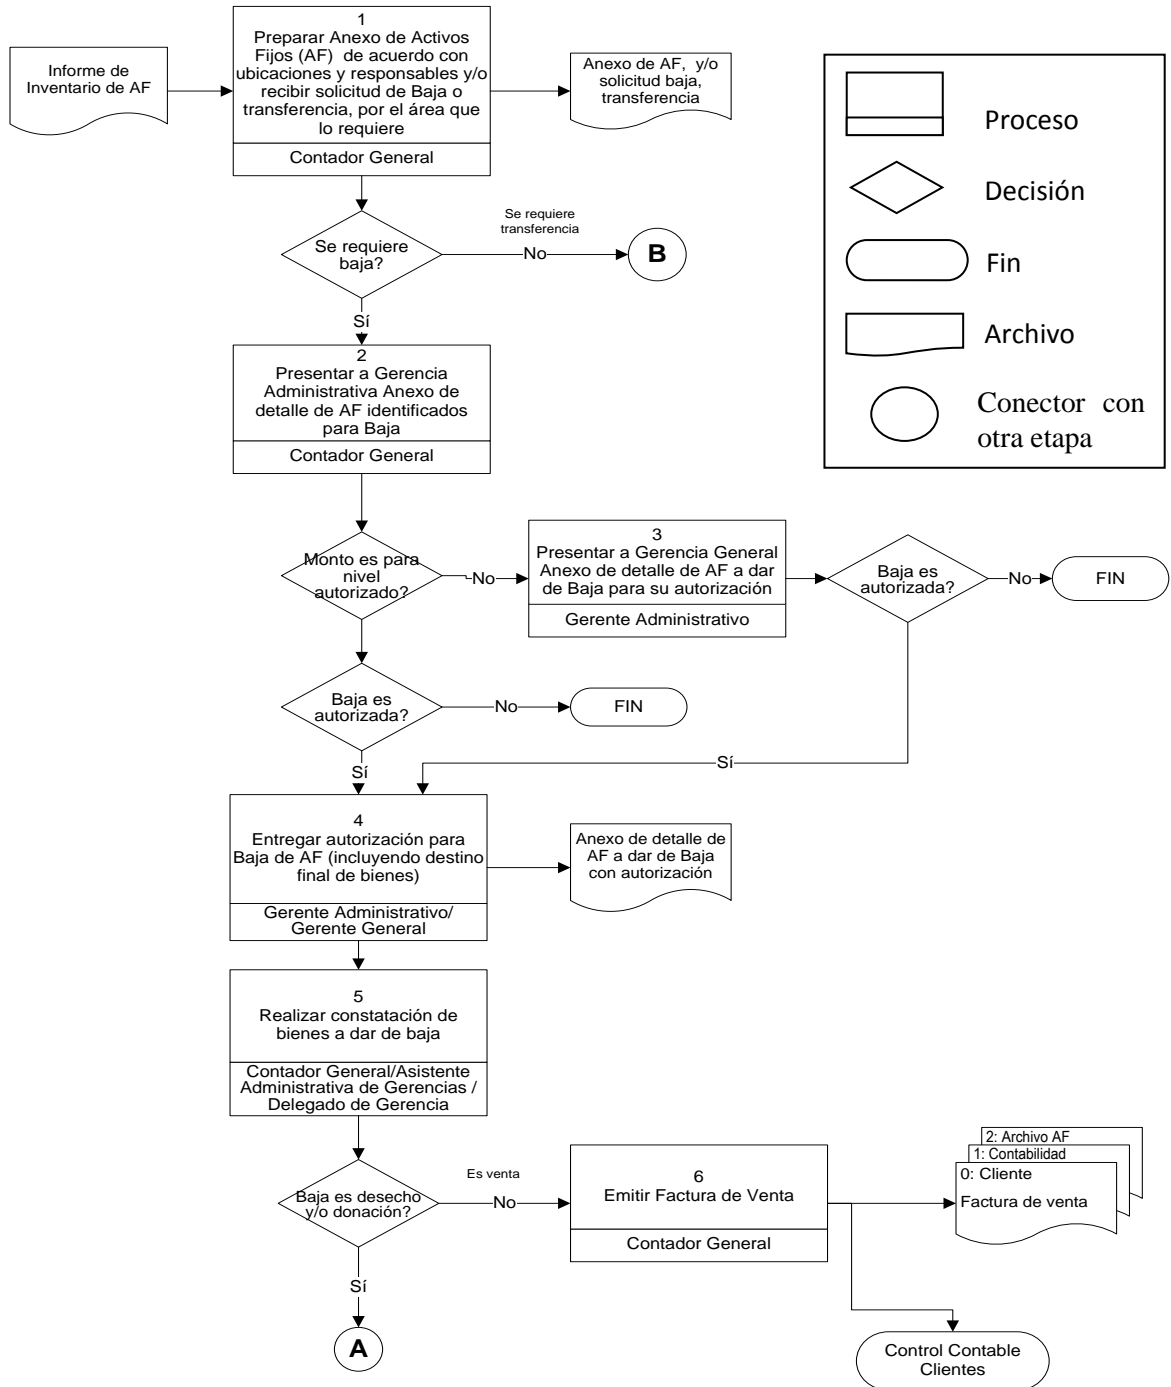 Informe de
Inventario de AF
1
Preparar Anexo de Activos
Fijos (AF) de acuerdo con
ubicaciones y responsables y/o
recibir solicitud de Baja o
transferencia, por el área que
lo requiere
Contador General
Anexo de AF, y/o
solicitud baja,
transferencia
Proceso
Decisión
Fin
Archivo
Conector con
otra etapa
Se requiere
baja?
Se requiere
transferencia
No
B
Sí
2
Presentar a Gerencia
Administrativa Anexo de
detalle de AF identificados
para Baja
Contador General
Monto es para
nivel
autorizado?
No
3
Presentar a Gerencia General
Anexo de detalle de AF a dar
de Baja para su autorización
Gerente Administrativo
Baja es
autorizada?
No
FIN
Baja es
autorizada?
No
FIN
Sí
Sí
4
Entregar autorización para
Baja de AF (incluyendo destino
final de bienes)
Gerente Administrativo/
Gerente General
Anexo de detalle de
AF a dar de Baja
con autorización
5
Realizar constatación de
bienes a dar de baja
Contador General/Asistente
Administrativa de Gerencias /
Delegado de Gerencia
Baja es desecho
y/o donación?
Es venta
No
6
Emitir Factura de Venta
Contador General
2: Archivo AF
1: Contabilidad
0: Cliente
Factura de venta
Sí
A
Control Contable
Clientes